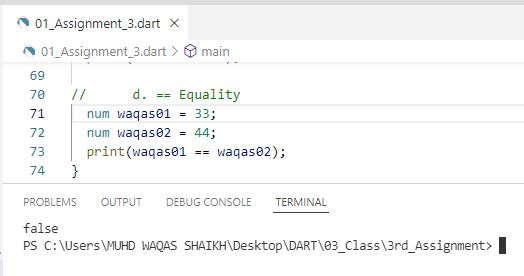 01_Assignment_3.dart ×
01_Assignment_3.dart > main
69
70 //      d. == Equality
71   num waqas01 = 33;
72   num waqas02 = 44;
73   print(waqas01 == waqas02);
74 }
PROBLEMS OUTPUT DEBUG CONSOLE TERMINAL
false
PS C:\Users\MUHD WAQAS SHAIKH\Desktop\DART\03_Class\3rd_Assignment>